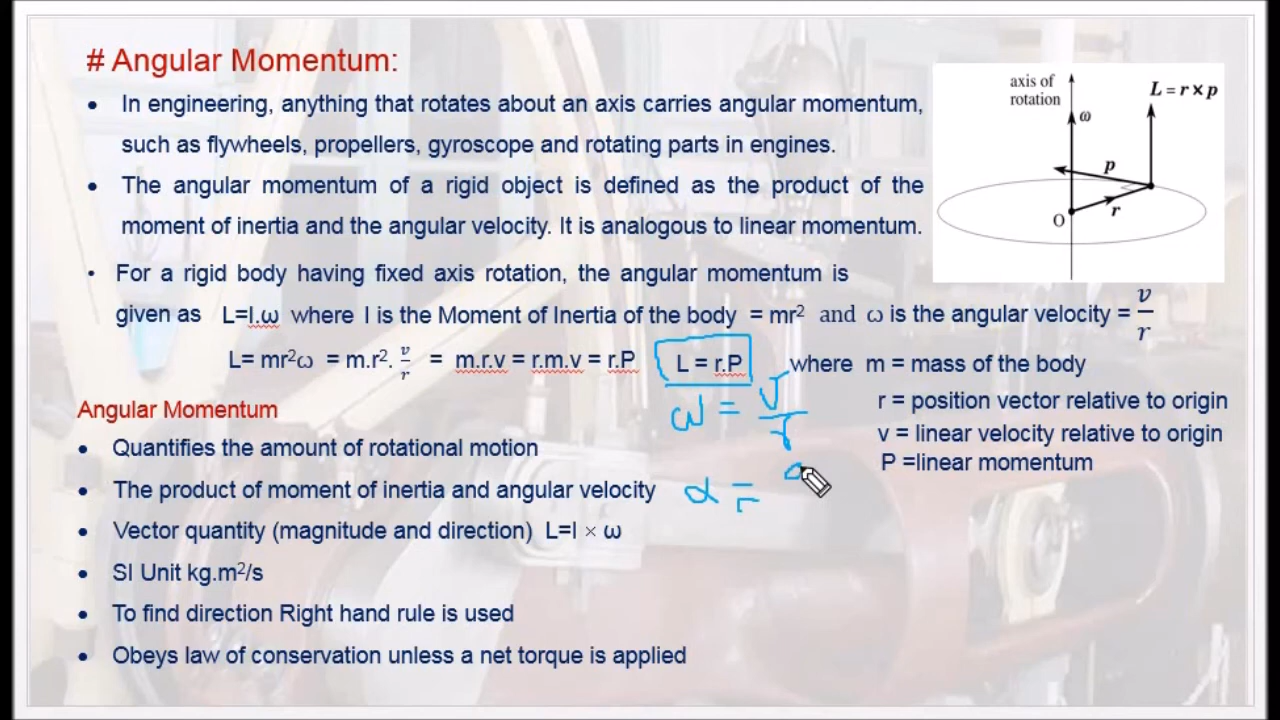 # Angular Momentum:
• In engineering, anything that rotates about an axis carries angular momentum,
such as flywheels, propellers, gyroscope and rotating parts in engines.
• The angular momentum of a rigid object is defined as the product of the
moment of inertia and the angular velocity. It is analogous to linear momentum.
• For a rigid body having fixed axis rotation, the angular momentum is
given as L=I.ω where I is the Moment of Inertia of the body = mr² and ω is the angular velocity = v/r
L= mr²ω = m.r². v/r = m.r.v = r.m.v = r.P L = r.P where m = mass of the body
r = position vector relative to origin
v = linear velocity relative to origin
P =linear momentum
ω = v/r
α =
Angular Momentum
• Quantifies the amount of rotational motion
• The product of moment of inertia and angular velocity
• Vector quantity (magnitude and direction) L=I × ω
• SI Unit kg.m²/s
• To find direction Right hand rule is used
• Obeys law of conservation unless a net torque is applied
axis of
rotation
ω
L = r × p
p
r
O